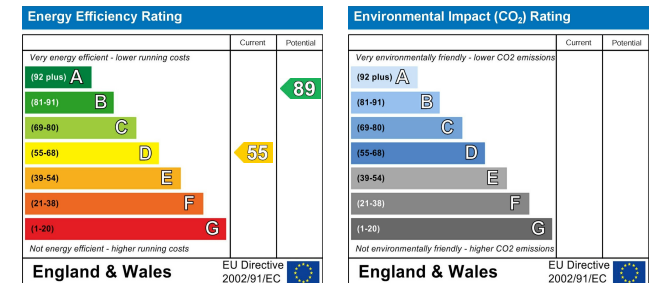 Energy Efficiency Rating
Current Potential
Very energy efficient - lower running costs
(92 plus) A
(81-91) B
(69-80) C
(55-68) D
(39-54) E
(21-38) F
(1-20) G
89
55
Not energy efficient - higher running costs
England & Wales
EU Directive
2002/91/EC
Environmental Impact (CO₂) Rating
Current Potential
Very environmentally friendly - lower CO2 emissions
(92 plus) A
(81-91) B
(69-80) C
(55-68) D
(39-54) E
(21-38) F
(1-20) G
Not environmentally friendly - higher CO2 emissions
England & Wales
EU Directive
2002/91/EC